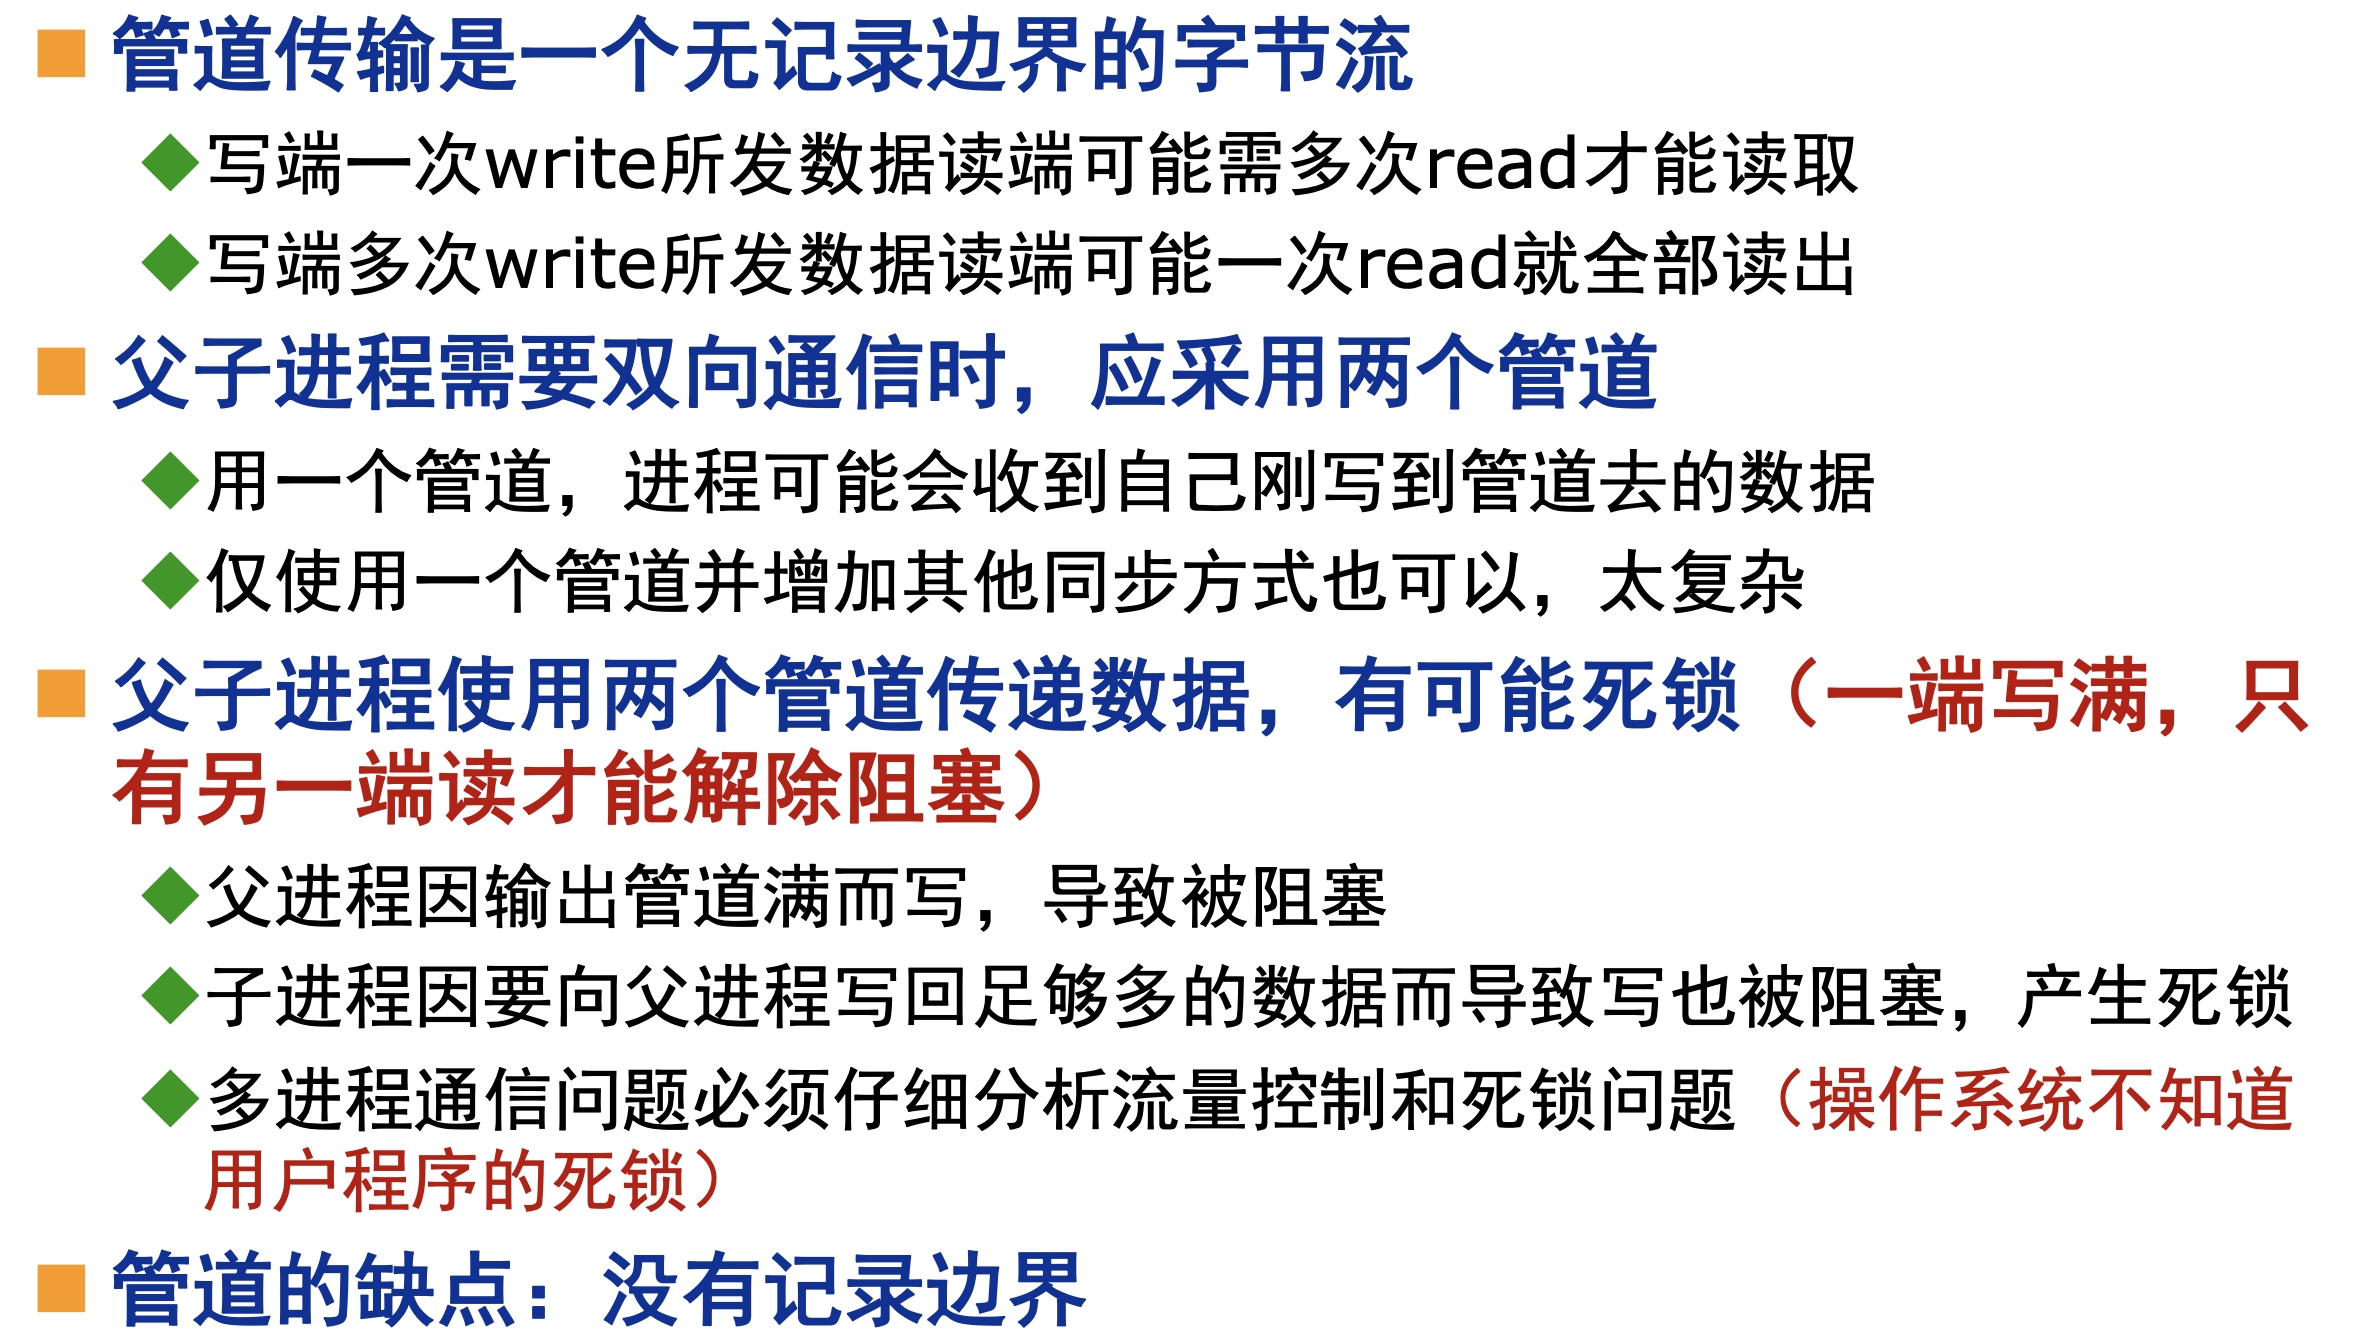 管道传输是一个无记录边界的字节流
写端一次write所发数据读端可能需多次read才能读取
写端多次write所发数据读端可能一次read就全部读出
父子进程需要双向通信时，应采用两个管道
用一个管道，进程可能会收到自己刚写到管道去的数据
仅使用一个管道并增加其他同步方式也可以，太复杂
父子进程使用两个管道传递数据，有可能死锁（一端写满，只
有另一端读才能解除阻塞）
父进程因输出管道满而写，导致被阻塞
子进程因要向父进程写回足够多的数据而导致写也被阻塞，产生死锁
多进程通信问题必须仔细分析流量控制和死锁问题（操作系统不知道
用户程序的死锁）
管道的缺点：没有记录边界